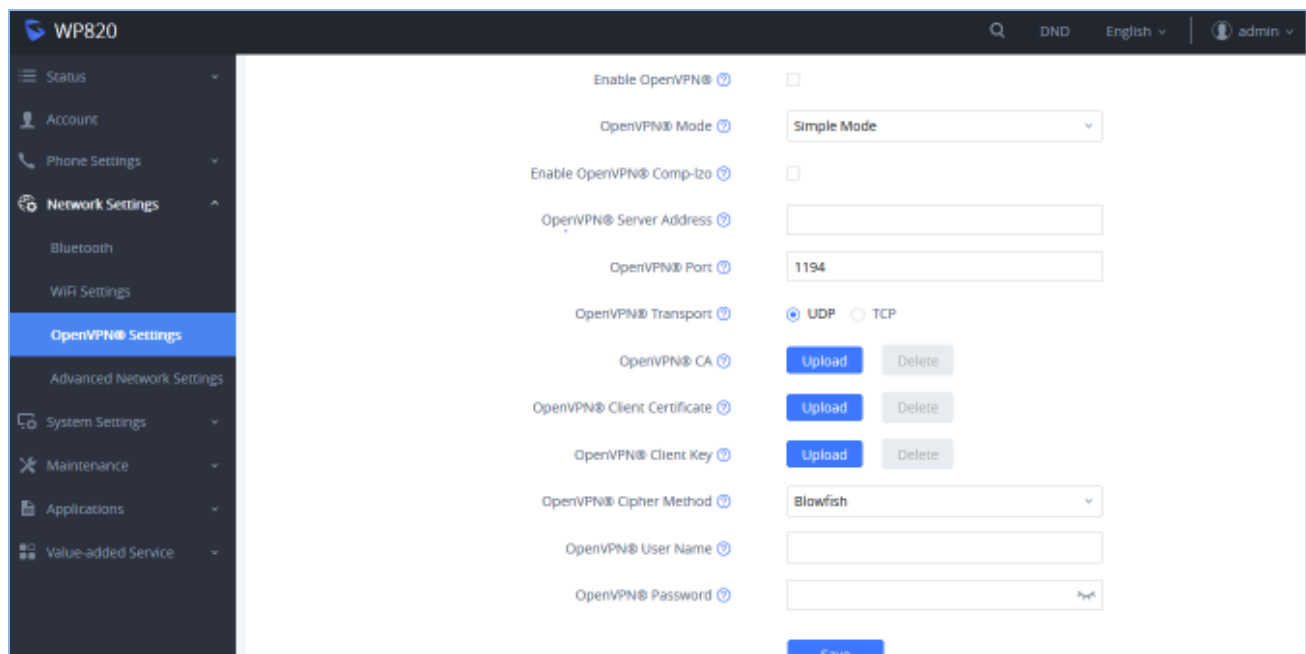 WP820
DND
English
admin
Status
Account
Phone Settings
Network Settings
Bluetooth
WiFi Settings
OpenVPN® Settings
Advanced Network Settings
System Settings
Maintenance
Applications
Value-added Service
Enable OpenVPN®
OpenVPN® Mode
Simple Mode
Enable OpenVPN® Comp-lzo
OpenVPN® Server Address
OpenVPN® Port
1194
OpenVPN® Transport
UDP TCP
OpenVPN® CA
Upload Delete
OpenVPN® Client Certificate
Upload Delete
OpenVPN® Client Key
Upload Delete
OpenVPN® Cipher Method
Blowfish
OpenVPN® User Name
OpenVPN® Password
Save